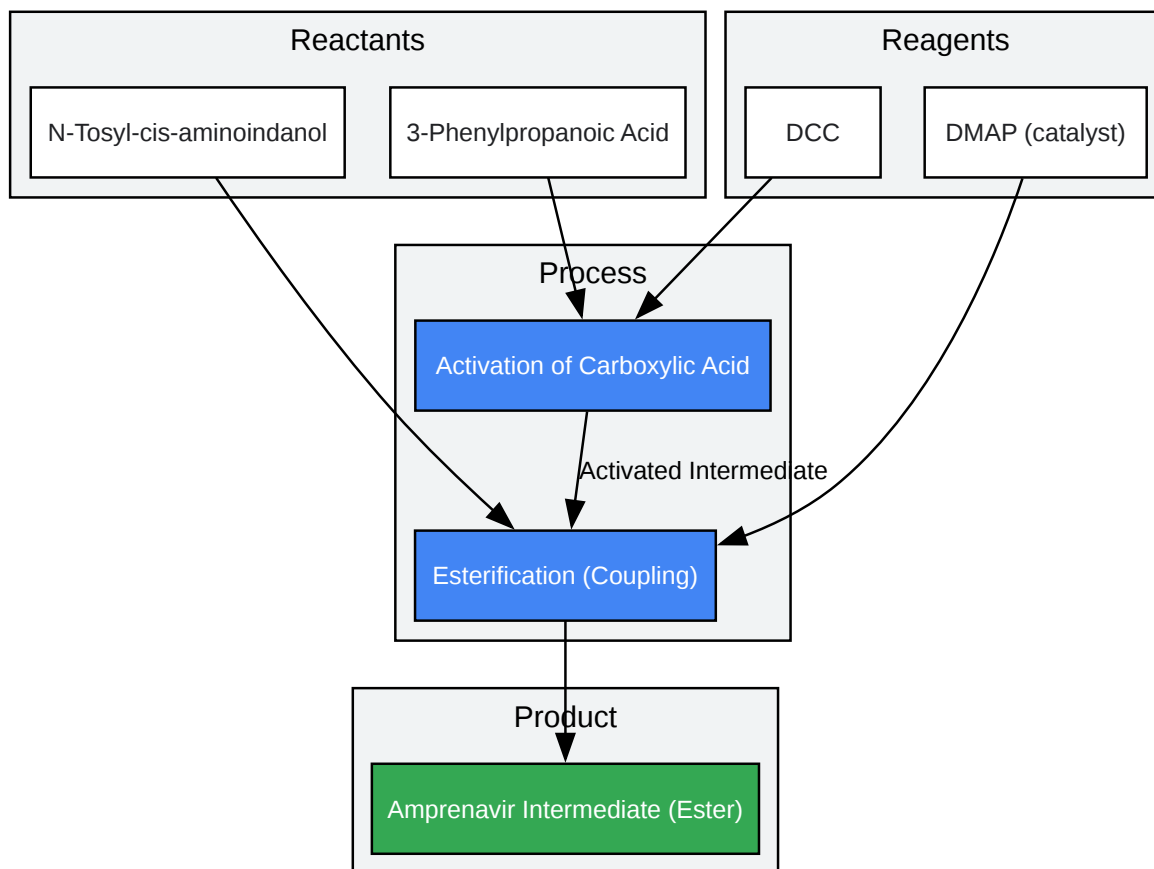 Reactants
Reagents
N-Tosyl-cis-aminoindanol
3-Phenylpropanoic Acid
DCC
DMAP (catalyst)
Process
Activation of Carboxylic Acid
Activated Intermediate
Esterification (Coupling)
Product
Amprenavir Intermediate (Ester)